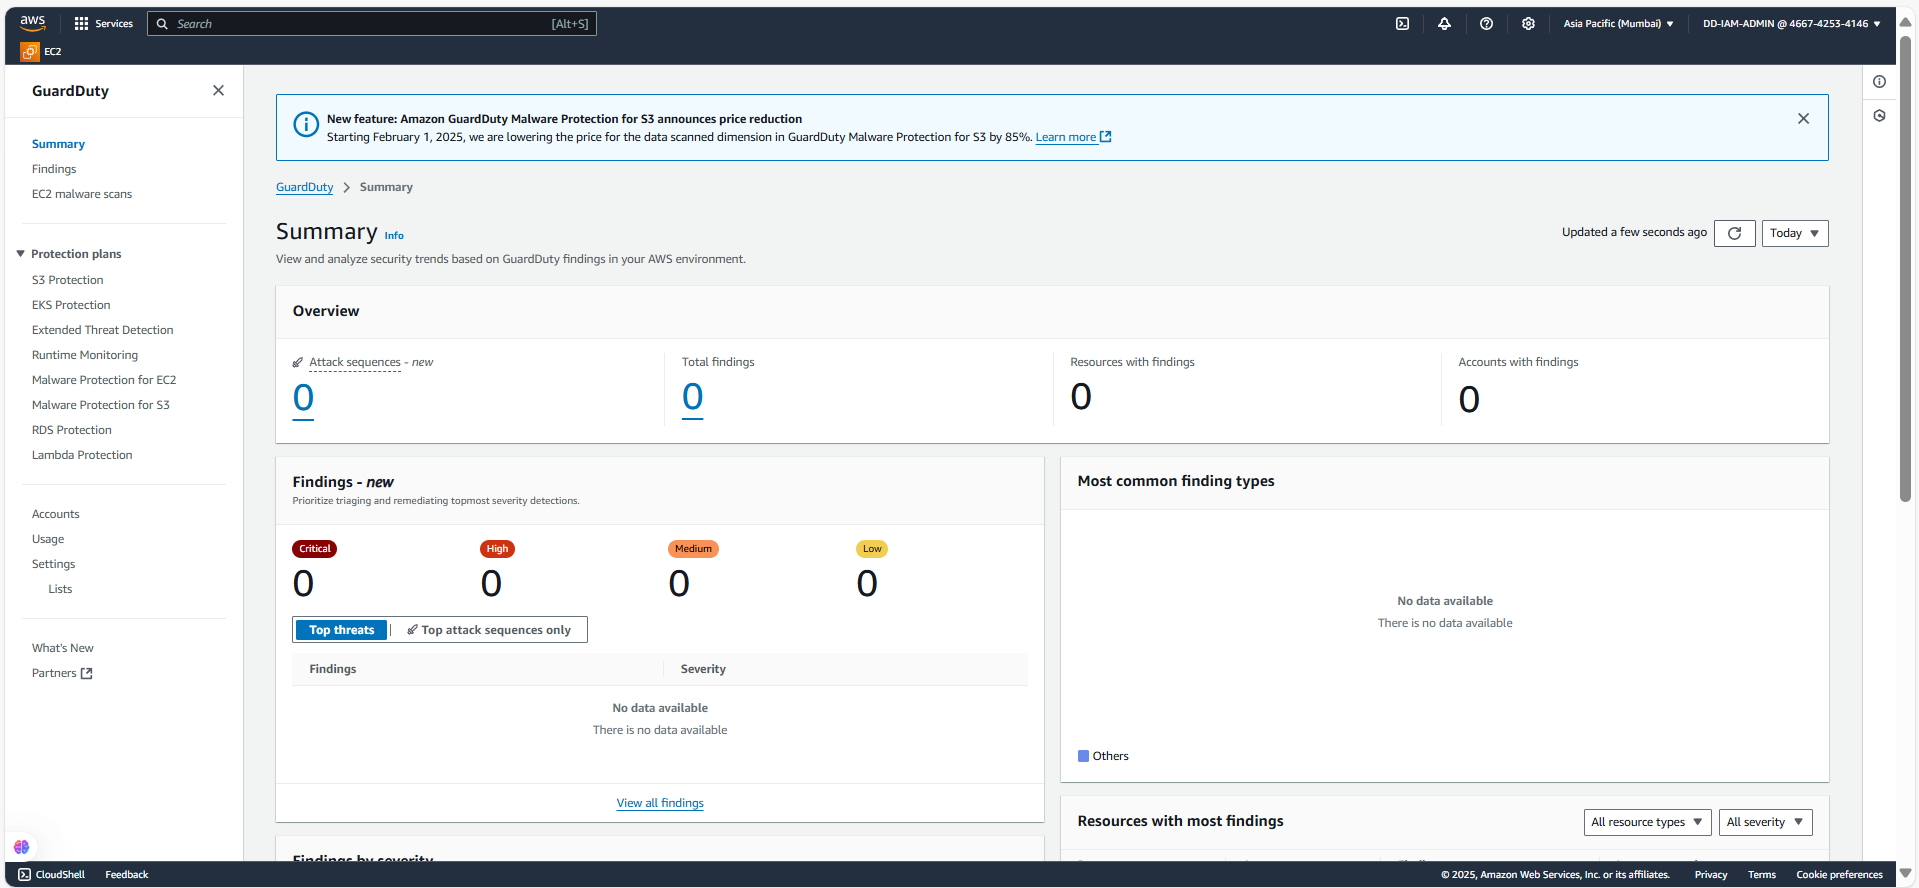 aws
Services
Search
[Alt+S]
Asia Pacific (Mumbai)
DD-IAM-ADMIN @ 4667-4253-4146
EC2
GuardDuty
Summary
Findings
EC2 malware scans
Protection plans
S3 Protection
EKS Protection
Extended Threat Detection
Runtime Monitoring
Malware Protection for EC2
Malware Protection for S3
RDS Protection
Lambda Protection
Accounts
Usage
Settings
Lists
What's New
Partners
New feature: Amazon GuardDuty Malware Protection for S3 announces price reduction
Starting February 1, 2025, we are lowering the price for the data scanned dimension in GuardDuty Malware Protection for S3 by 85%. Learn more
GuardDuty > Summary
Summary Info
Updated a few seconds ago
Today
View and analyze security trends based on GuardDuty findings in your AWS environment.
Overview
Attack sequences - new
0
Total findings
0
Resources with findings
0
Accounts with findings
0
Findings - new
Prioritize triaging and remediating topmost severity detections.
Critical
0
High
0
Medium
0
Low
0
Top threats
Top attack sequences only
Findings
Severity
No data available
There is no data available
View all findings
Most common finding types
No data available
There is no data available
Others
Findings by severity
Resources with most findings
All resource types
All severity
CloudShell
Feedback
© 2025, Amazon Web Services, Inc. or its affiliates.
Privacy
Terms
Cookie preferences